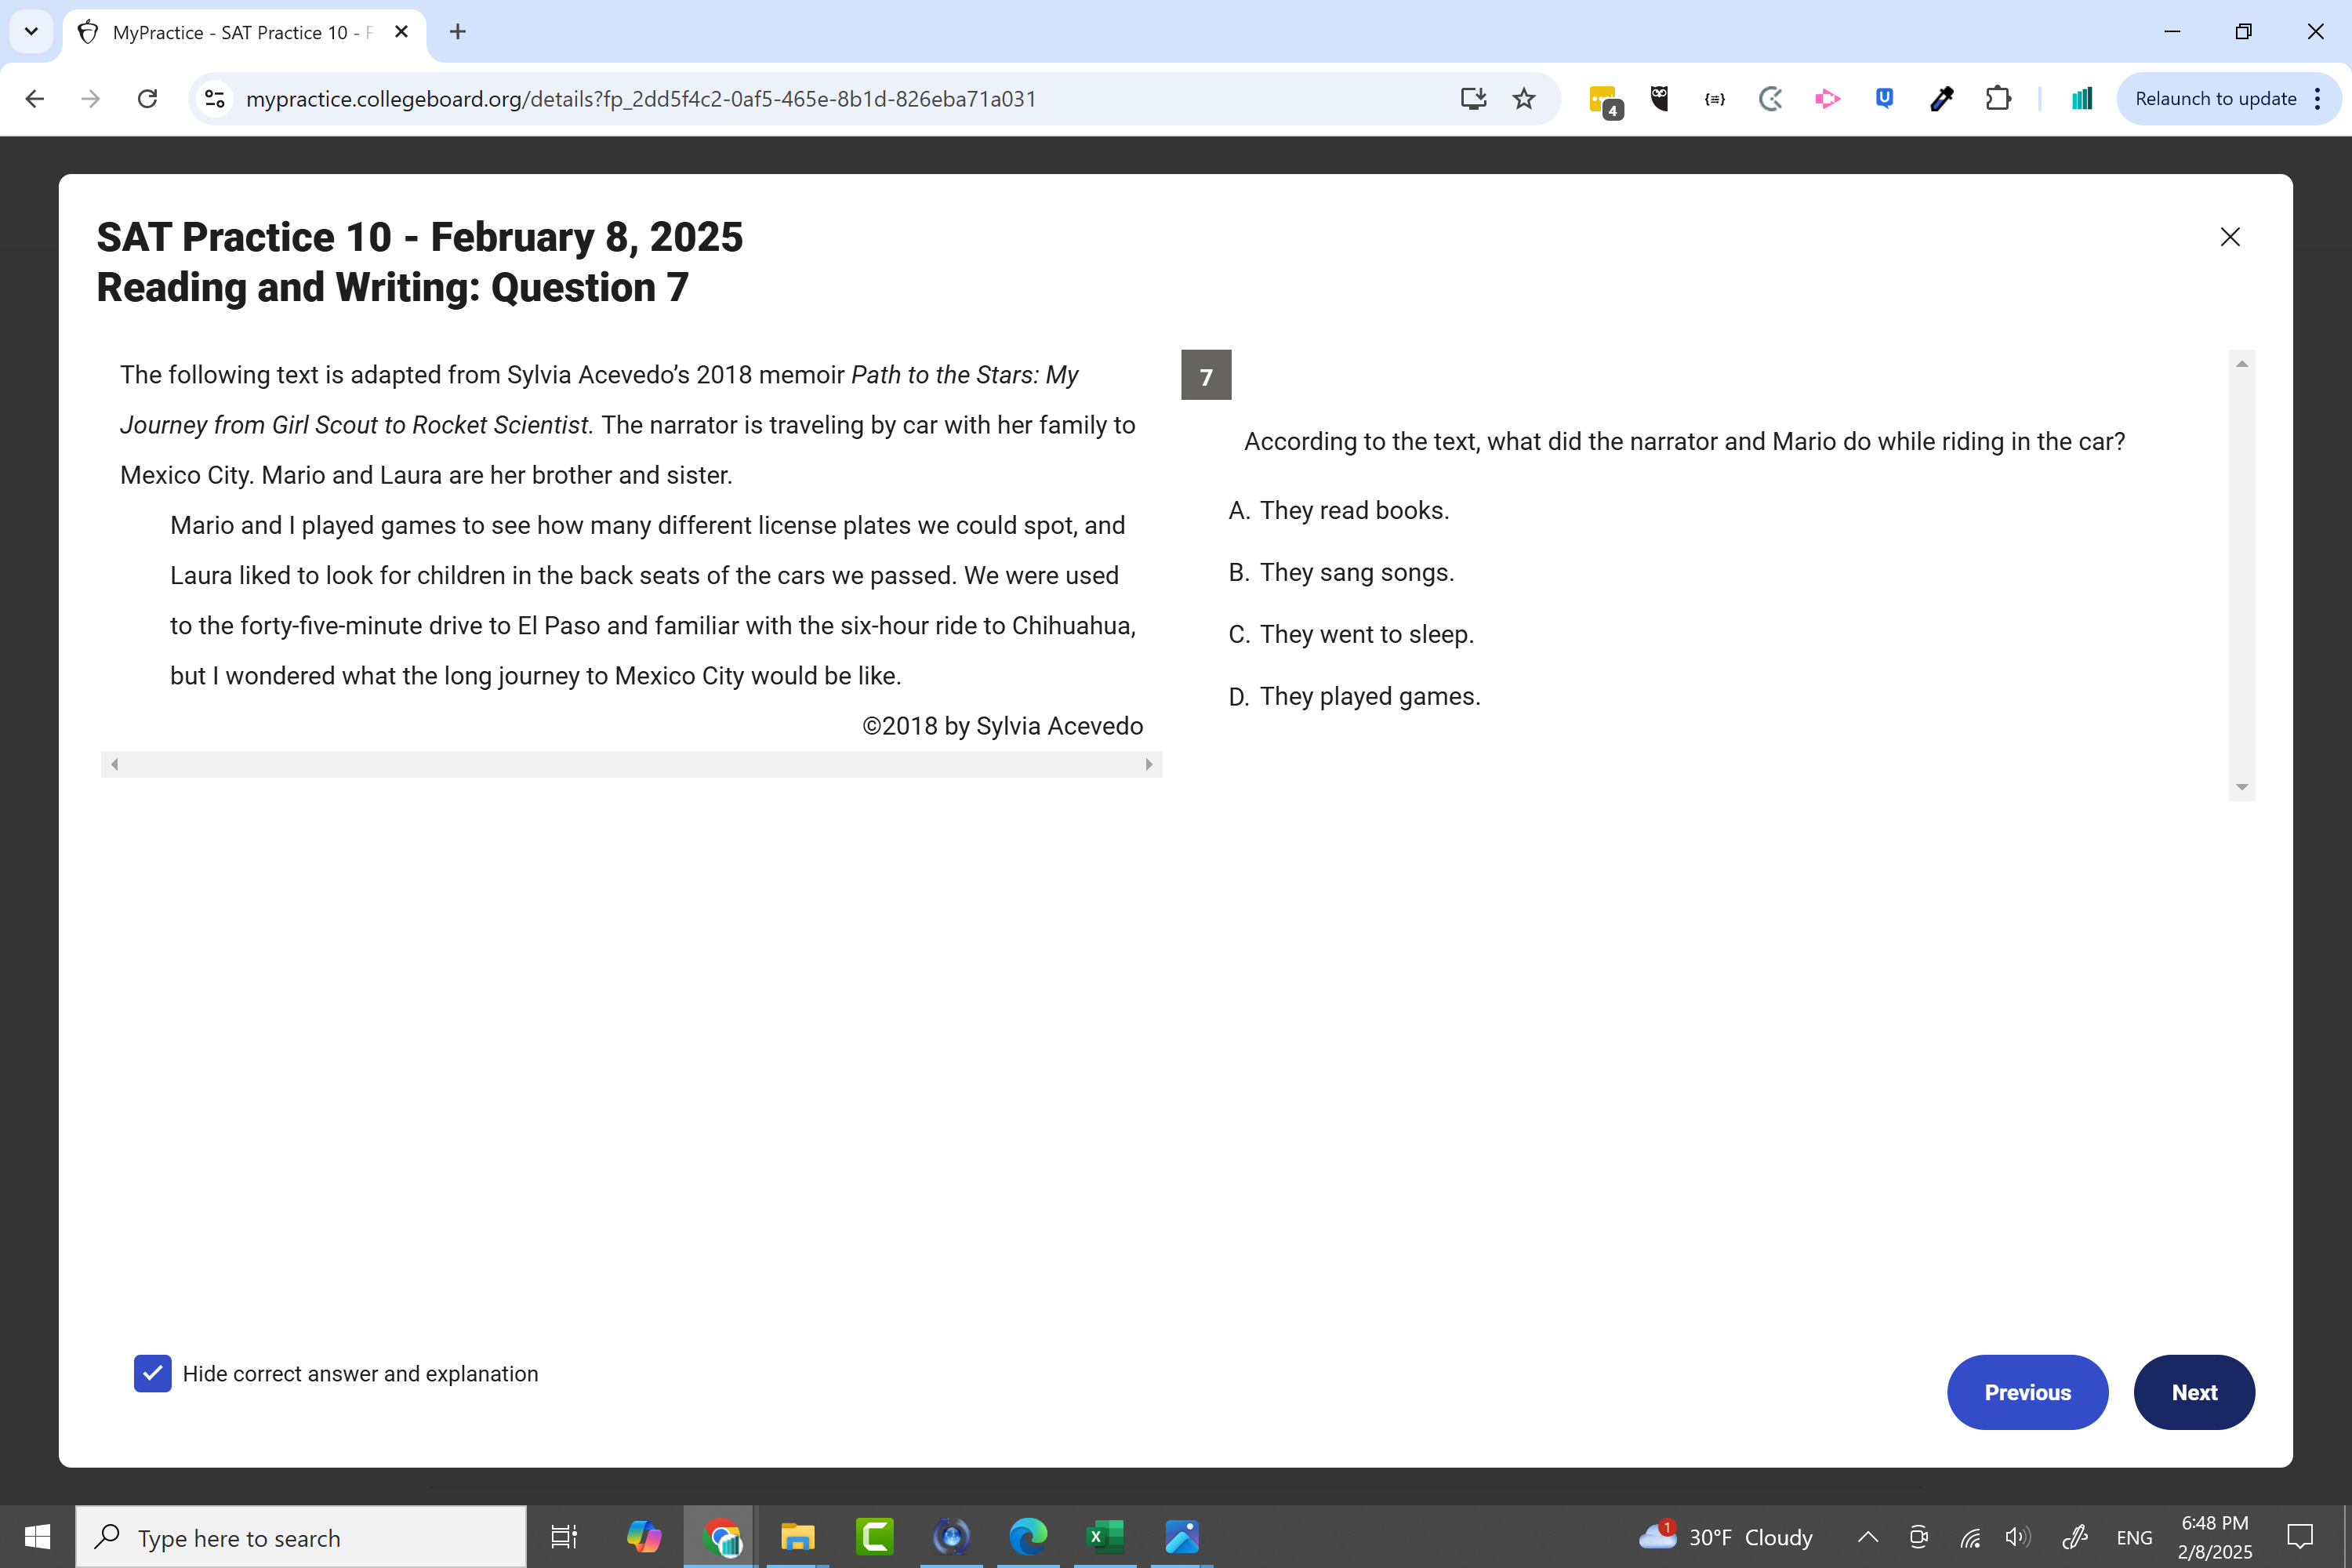 MyPractice - SAT Practice 10 - F
mypractice.collegeboard.org/details?fp_2dd5f4c2-0af5-465e-8b1d-826eba71a031
4
Relaunch to update
SAT Practice 10 - February 8, 2025
Reading and Writing: Question 7
The following text is adapted from Sylvia Acevedo’s 2018 memoir Path to the Stars: My
Journey from Girl Scout to Rocket Scientist. The narrator is traveling by car with her family to
Mexico City. Mario and Laura are her brother and sister.
Mario and I played games to see how many different license plates we could spot, and
Laura liked to look for children in the back seats of the cars we passed. We were used
to the forty-five-minute drive to El Paso and familiar with the six-hour ride to Chihuahua,
but I wondered what the long journey to Mexico City would be like.
©2018 by Sylvia Acevedo
7
According to the text, what did the narrator and Mario do while riding in the car?
A. They read books.
B. They sang songs.
C. They went to sleep.
D. They played games.
Hide correct answer and explanation
Previous
Next
Type here to search
1
30°F Cloudy
ENG
6:48 PM
2/8/2025